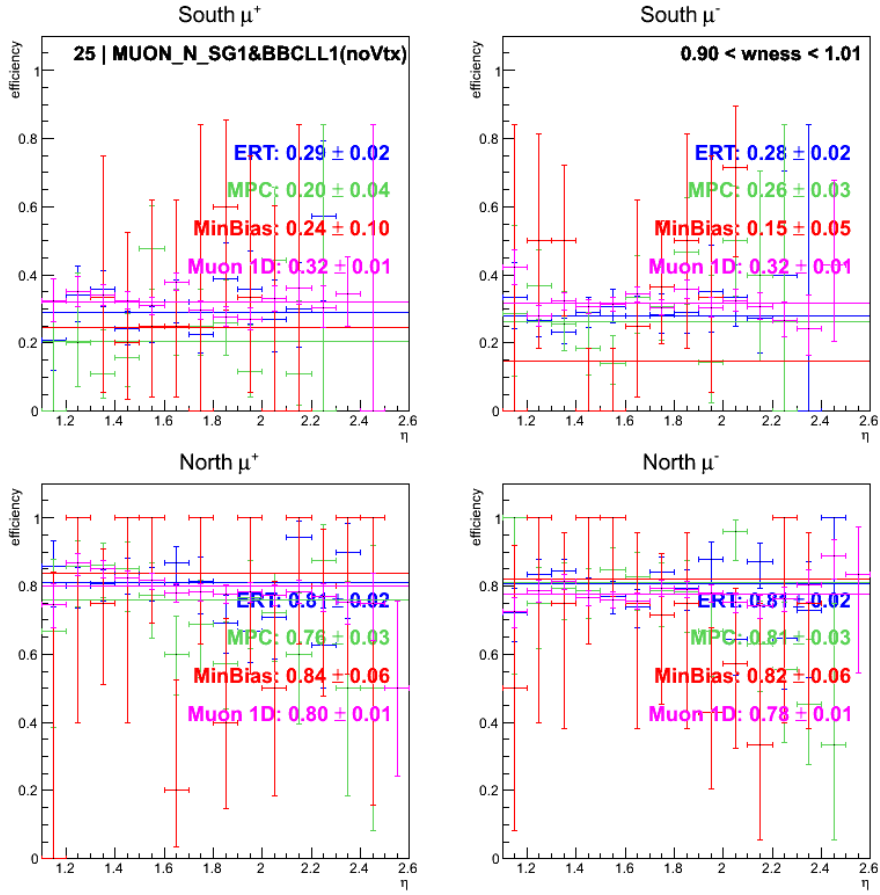 South μ+
efficiency
25 | MUON_N_SG1&BBCLL1(noVtx)
ERT: 0.29 ± 0.02
MPC: 0.20 ± 0.04
MinBias: 0.24 ± 0.10
Muon 1D: 0.32 ± 0.01
1
0.8
0.6
0.4
0.2
0
1.2 1.4 1.6 1.8 2 2.2 2.4 2.6
η
South μ-
efficiency
0.90 < wness < 1.01
ERT: 0.28 ± 0.02
MPC: 0.26 ± 0.03
MinBias: 0.15 ± 0.05
Muon 1D: 0.32 ± 0.01
1
0.8
0.6
0.4
0.2
0
1.2 1.4 1.6 1.8 2 2.2 2.4 2.6
η
North μ+
efficiency
ERT: 0.81 ± 0.02
MPC: 0.76 ± 0.03
MinBias: 0.84 ± 0.06
Muon 1D: 0.80 ± 0.01
1
0.8
0.6
0.4
0.2
0
1.2 1.4 1.6 1.8 2 2.2 2.4 2.6
η
North μ-
efficiency
ERT: 0.81 ± 0.02
MPC: 0.81 ± 0.03
MinBias: 0.82 ± 0.06
Muon 1D: 0.78 ± 0.01
1
0.8
0.6
0.4
0.2
0
1.2 1.4 1.6 1.8 2 2.2 2.4 2.6
η